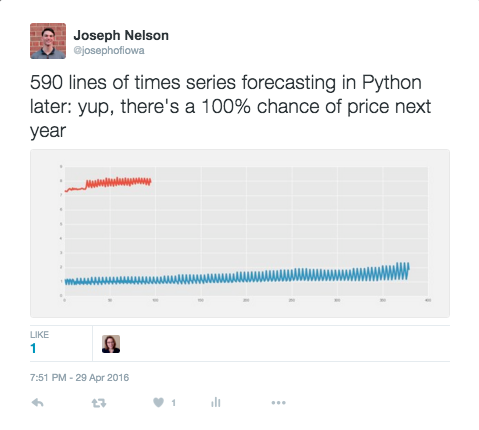 Joseph Nelson
@josephofiowa
590 lines of times series forecasting in Python
later: yup, there's a 100% chance of price next
year
LIKE
1
7:51 PM - 29 Apr 2016
1